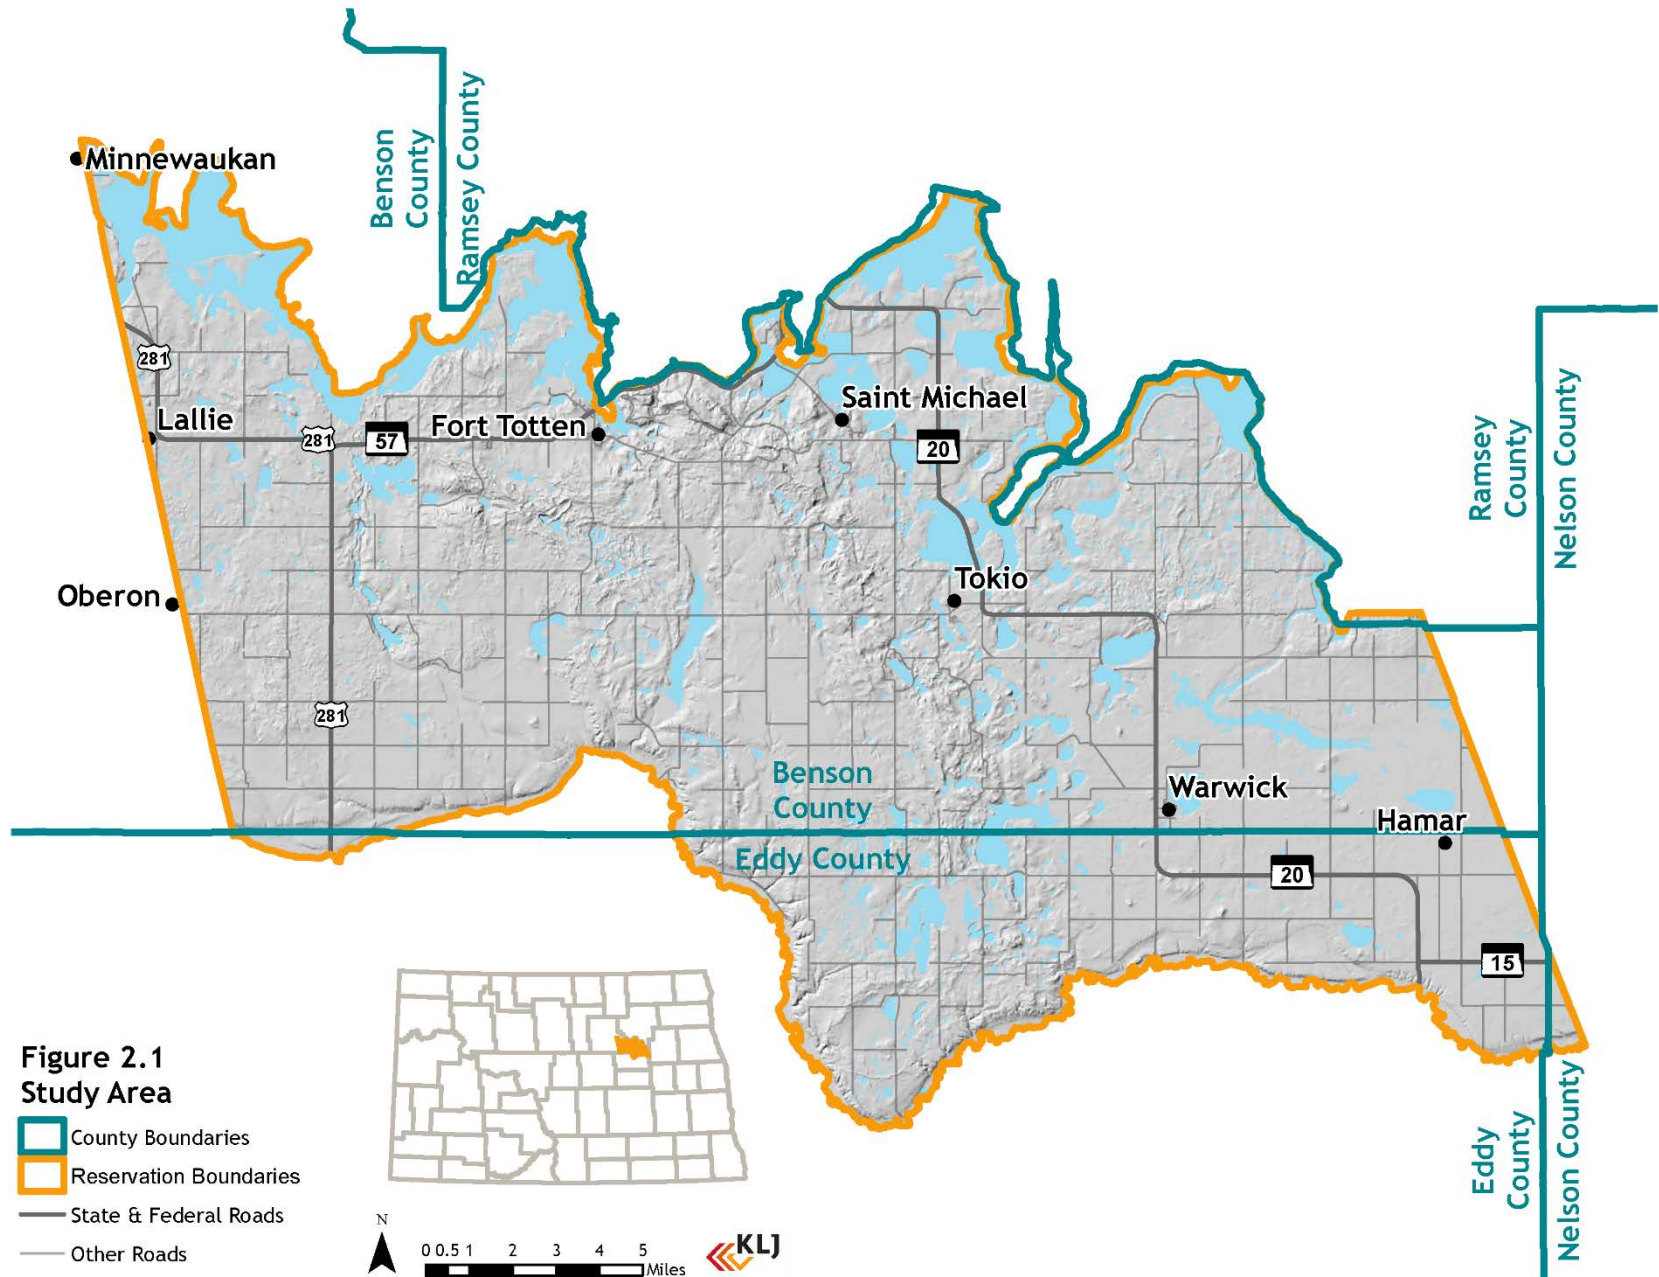 Benson
County
Ramsey County
Minnewaukan
281
Lallie
281
57
Fort Totten
Saint Michael
20
Ramsey
County
Nelson County
Oberon
Tokio
281
Benson
County
Warwick
Hamar
Eddy County
20
15
Figure 2.1
Study Area
County Boundaries
Reservation Boundaries
State & Federal Roads
Other Roads
N
0 0.5 1 2 3 4 5
Miles
KLJ
Eddy
County
Nelson County